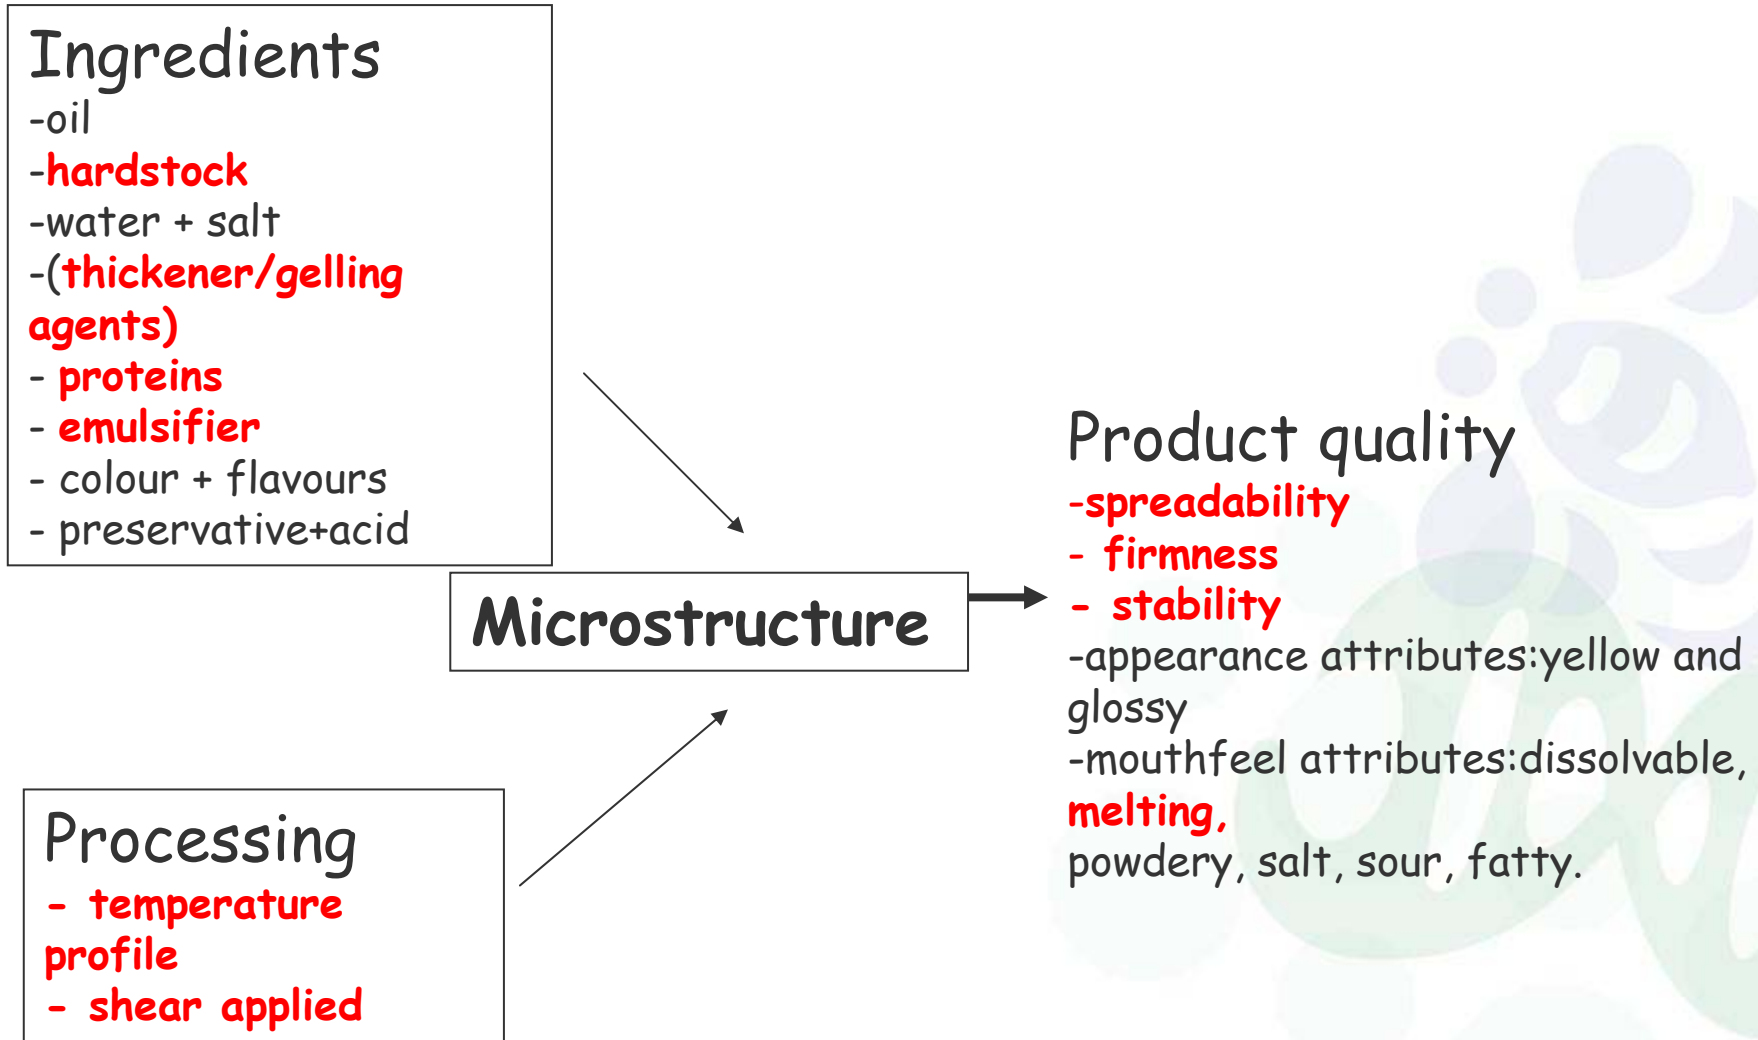 Ingredients
-oil
-hardstock
-water + salt
-(thickener/gelling
agents)
- proteins
- emulsifier
- colour + flavours
- preservative+acid
Microstructure
Processing
- temperature
profile
- shear applied
Product quality
-spreadability
- firmness
- stability
-appearance attributes:yellow and
glossy
-mouthfeel attributes:dissolvable,
melting,
powdery, salt, sour, fatty.